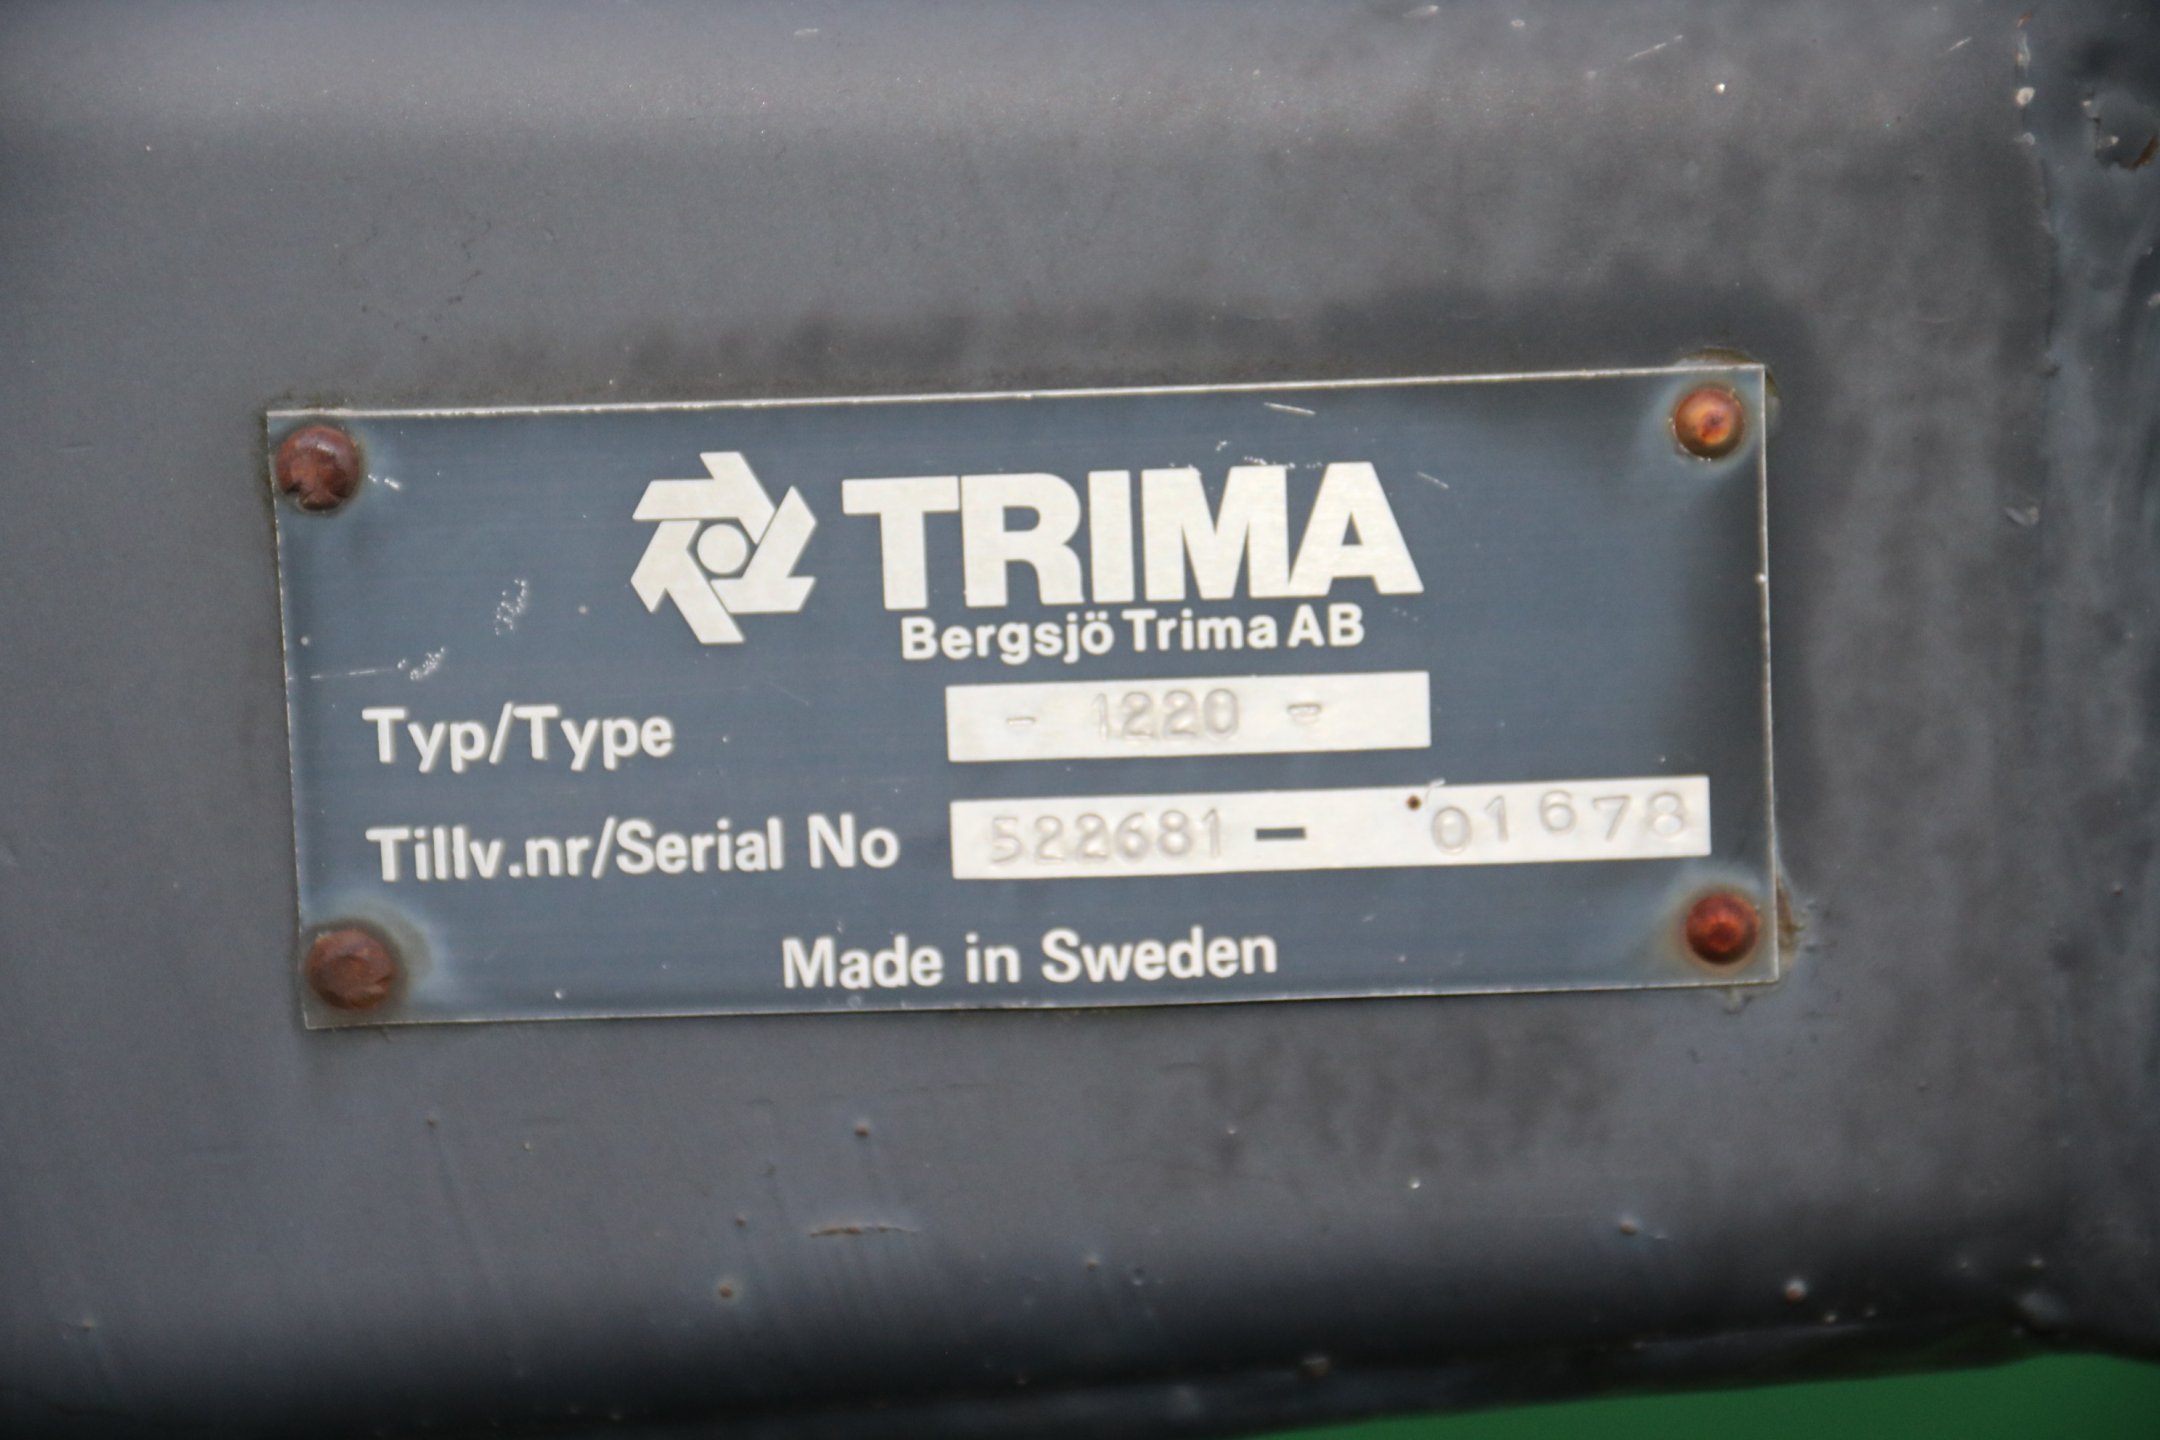 TRIMA
Bergsjö Trima AB
Typ/Type - 1220 -
Tillv.nr/Serial No 522681 - 01678
Made in Sweden